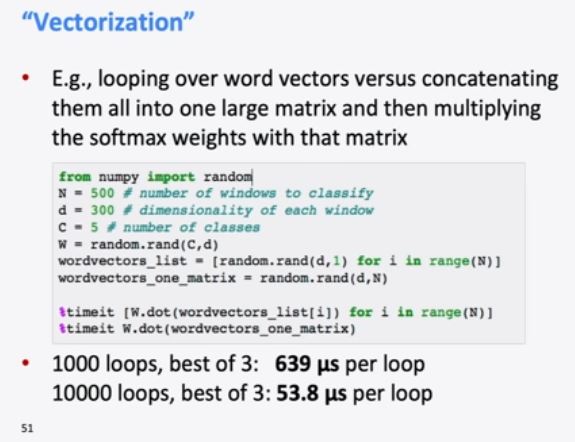 “Vectorization”
• E.g., looping over word vectors versus concatenating
them all into one large matrix and then multiplying
the softmax weights with that matrix
from numpy import random
N = 500 # number of windows to classify
d = 300 # dimensionality of each window
C = 5 # number of classes
W = random.rand(C,d)
wordvectors_list = [random.rand(d,1) for i in range(N)]
wordvectors_one_matrix = random.rand(d,N)
%timeit [W.dot(wordvectors_list[i]) for i in range(N)]
%timeit W.dot(wordvectors_one_matrix)
• 1000 loops, best of 3: 639 µs per loop
10000 loops, best of 3: 53.8 µs per loop
51